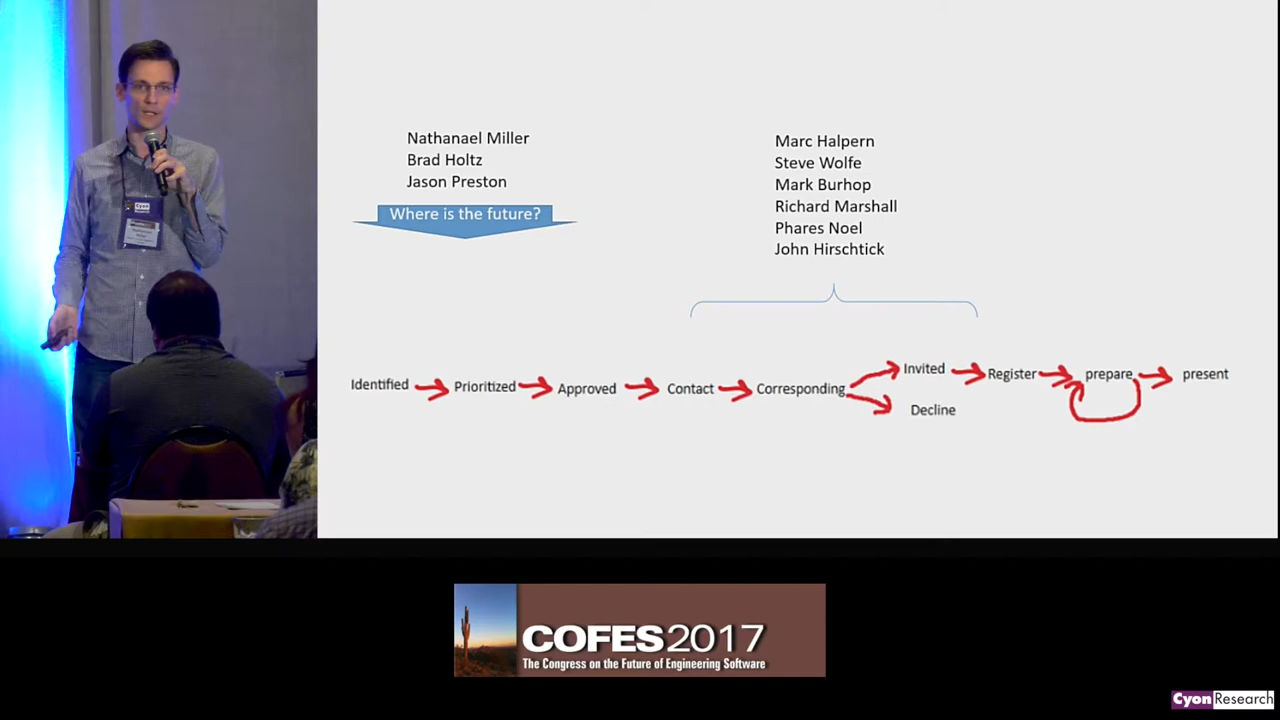 Nathanael Miller
Brad Holtz
Jason Preston
Where is the future?
Marc Halpern
Steve Wolfe
Mark Burhop
Richard Marshall
Phares Noel
John Hirschtick
Identified
Prioritized
Approved
Contact
Corresponding
Invited
Decline
Register
prepare
present
Cyon
COFES2017
The Congress on the Future of Engineering Software
CyonResearch